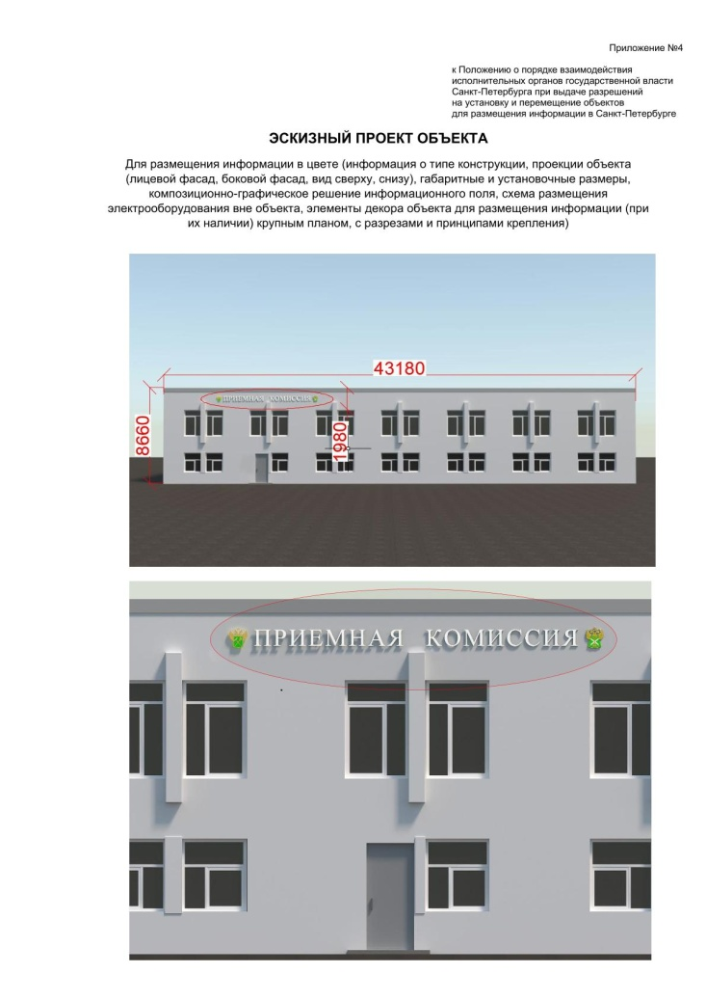 Приложение №4
к Положению о порядке взаимодействия
исполнительных органов государственной власти
Санкт-Петербурга при выдаче разрешений
на установку и перемещение объектов
для размещения информации в Санкт-Петербурге
ЭСКИЗНЫЙ ПРОЕКТ ОБЪЕКТА
Для размещения информации в цвете (информация о типе конструкции, проекции объекта
(лицевой фасад, боковой фасад, вид сверху, снизу), габаритные и установочные размеры,
композиционно-графическое решение информационного поля, схема размещения
электрооборудования вне объекта, элементы декора объекта для размещения информации (при
их наличии) крупным планом, с разрезами и принципами крепления)
43180
ПРИЕМНАЯ КОМИССИЯ
8660
1980
ПРИЕМНАЯ КОМИССИЯ